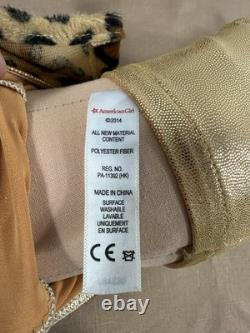 American Girl
©2014
ALL NEW MATERIAL
CONTENT
POLYESTER FIBER
REG. NO.
PA-11392 (HK)
MADE IN CHINA
SURFACE
WASHABLE
LAVABLE
UNIQUEMENT
EN SURFACE
CE